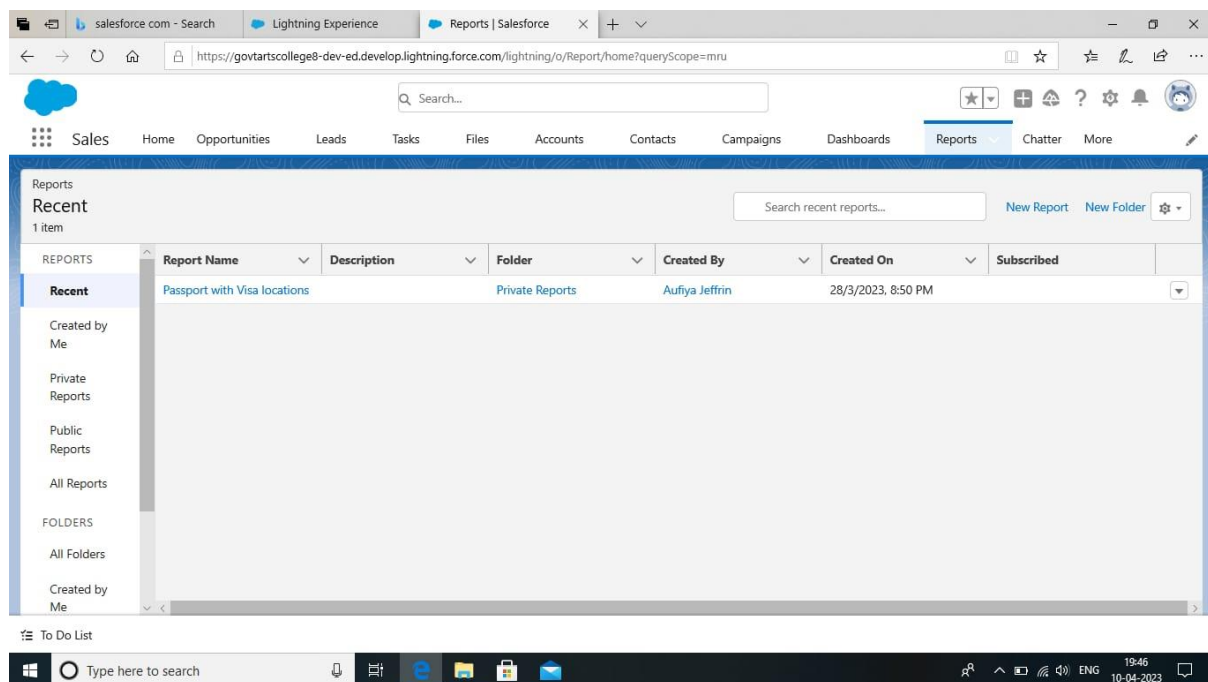 salesforce com - Search
Lightning Experience
Reports | Salesforce
https://govtartscollege8-dev-ed.develop.lightning.force.com/lightning/o/Report/home?queryScope=mru
Search...
Sales Home Opportunities Leads Tasks Files Accounts Contacts Campaigns Dashboards Reports Chatter More
Reports
Recent
1 item
Search recent reports...
New Report New Folder
REPORTS
Recent
Created by
Me
Private
Reports
Public
Reports
All Reports
FOLDERS
All Folders
Created by
Me
Report Name Description Folder Created By Created On Subscribed
Passport with Visa locations Private Reports Aufiya Jeffrin 28/3/2023, 8:50 PM
To Do List
Type here to search
ENG
19:46
10-04-2023